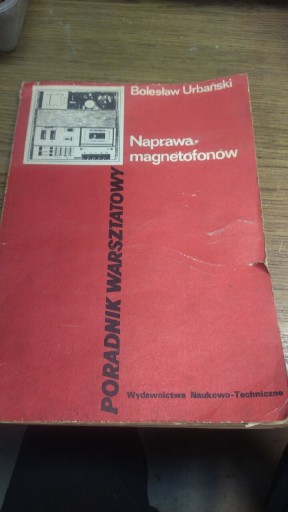 Bolesław Urbański
Naprawa
magnetofonów
PORADNIK WARSZTATOWY
Wydawnictwa Naukowo-Techniczne